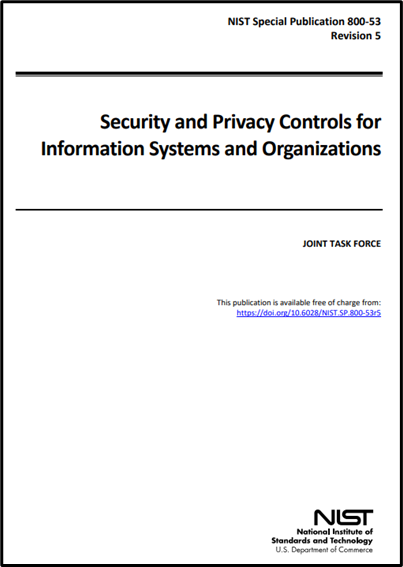 NIST Special Publication 800-53
Revision 5
Security and Privacy Controls for
Information Systems and Organizations
JOINT TASK FORCE
This publication is available free of charge from:
https://doi.org/10.6028/NIST.SP.800-53r5
NIST
National Institute of
Standards and Technology
U.S. Department of Commerce